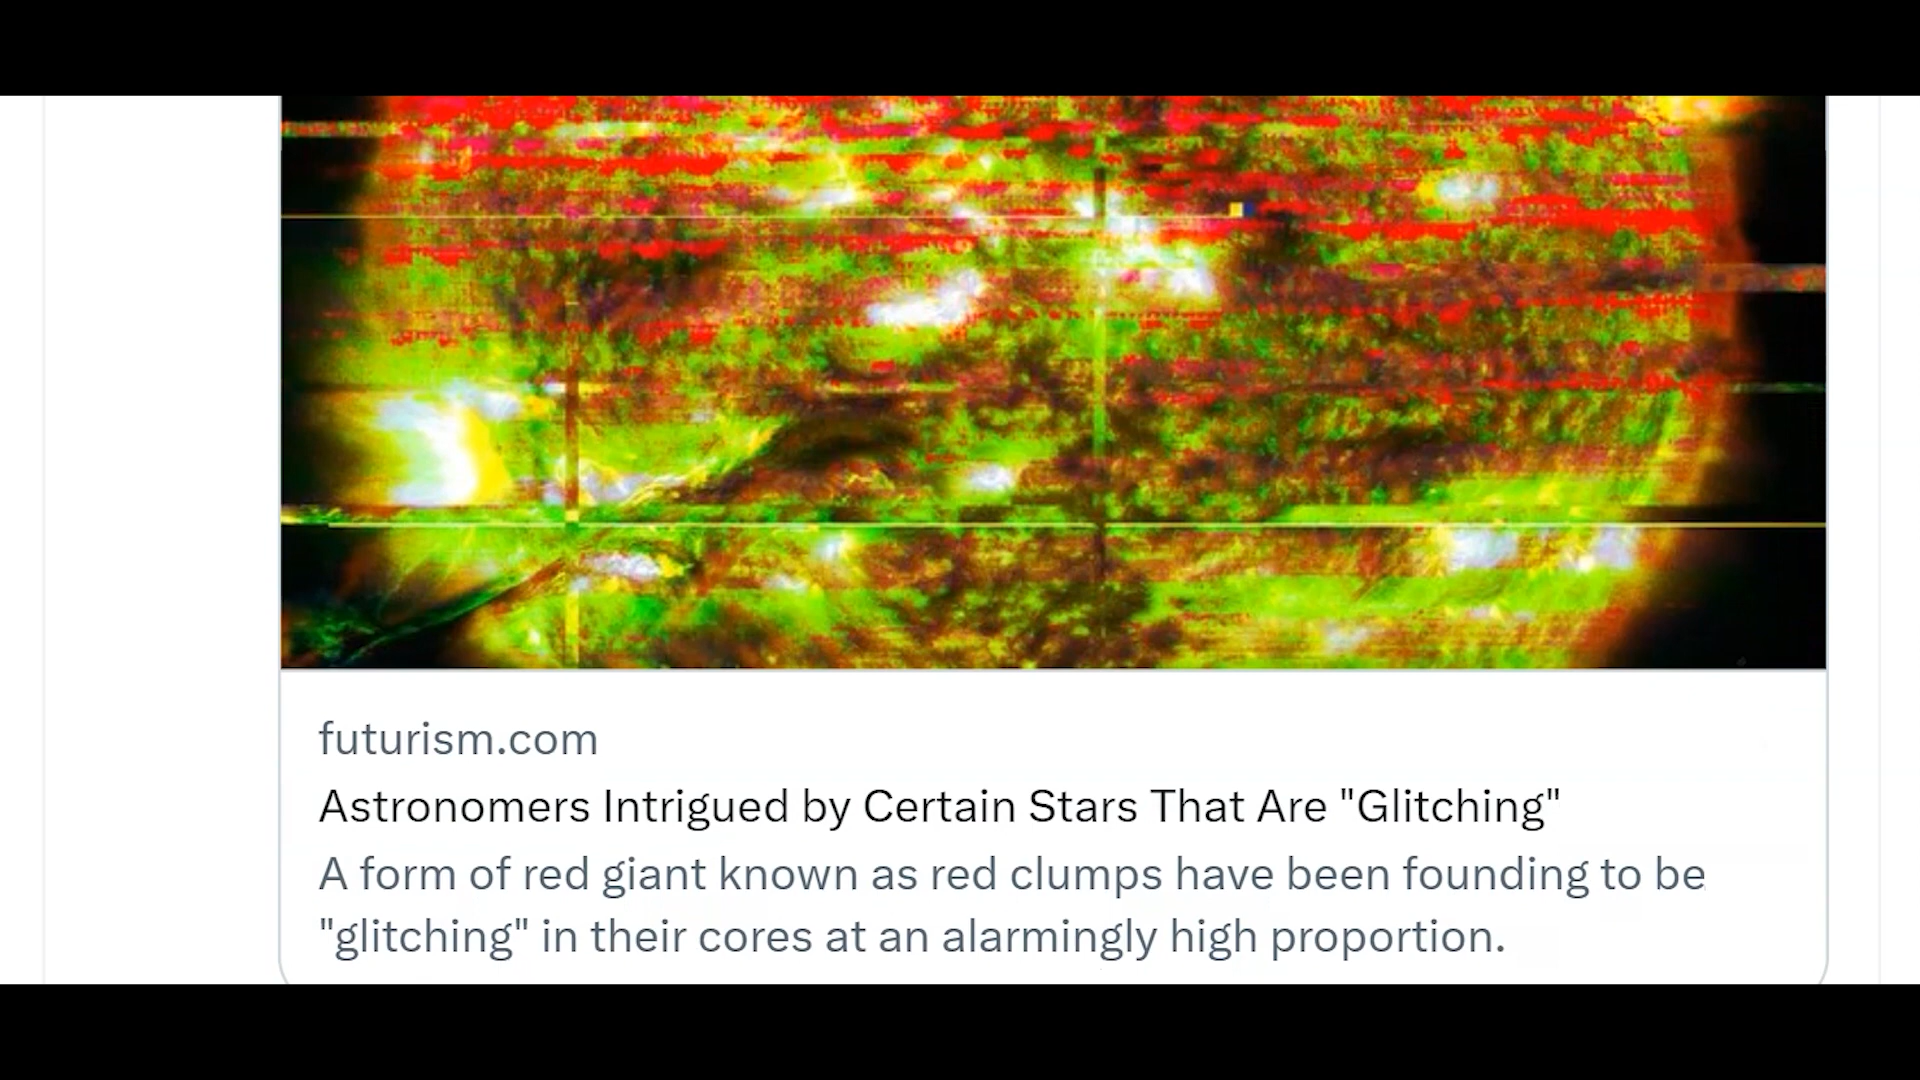 futurism.com
Astronomers Intrigued by Certain Stars That Are "Glitching"
A form of red giant known as red clumps have been founding to be
"glitching" in their cores at an alarmingly high proportion.